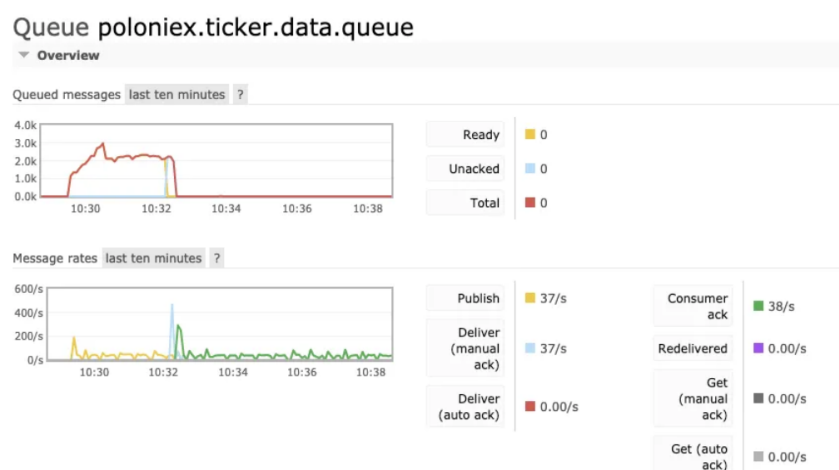 Queue poloniex.ticker.data.queue
Overview
Queued messages last ten minutes ?
4.0k
3.0k
2.0k
1.0k
0.0k
10:30 10:32 10:34 10:36 10:38
Ready 0
Unacked 0
Total 0
Message rates last ten minutes ?
600/s
400/s
200/s
0/s
10:30 10:32 10:34 10:36 10:38
Publish 37/s
Deliver
(manual
ack)
37/s
Deliver
(auto ack)
0.00/s
Consumer
ack
38/s
Redelivered 0.00/s
Get
(manual
ack)
0.00/s
Get (auto
ack)
0.00/s